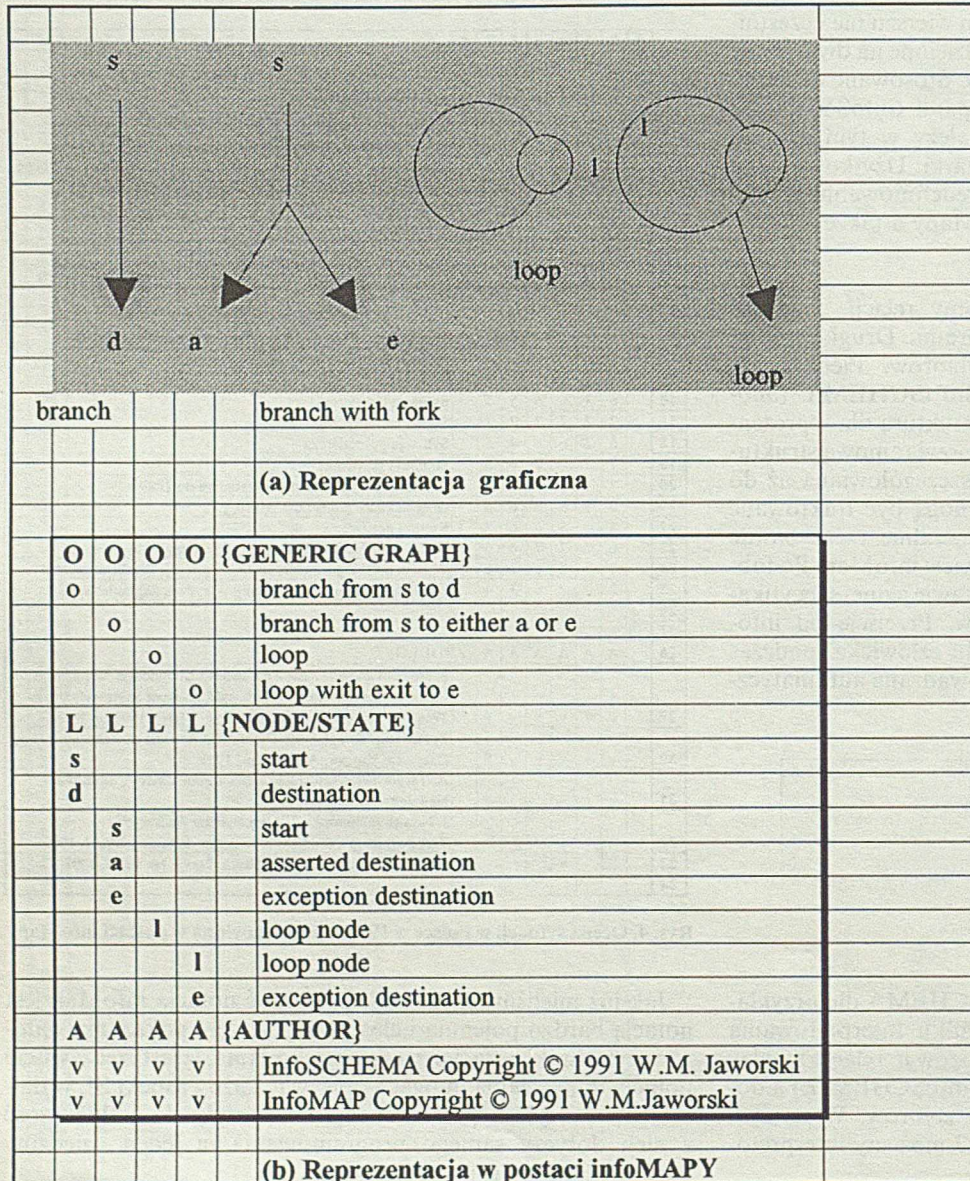 s s
l l
loop
d a e
loop
branch branch with fork
(a) Reprezentacja graficzna
O O O O {GENERIC GRAPH}
o branch from s to d
o branch from s to either a or e
o loop
o loop with exit to e
L L L L {NODE/STATE}
s start
d destination
s start
a asserted destination
e exception destination
l loop node
l loop node
e exception destination
A A A A {AUTHOR}
v v v v InfoSCHEMA Copyright © 1991 W.M. Jaworski
v v v v InfoMAP Copyright © 1991 W.M.Jaworski
(b) Reprezentacja w postaci infoMAPY